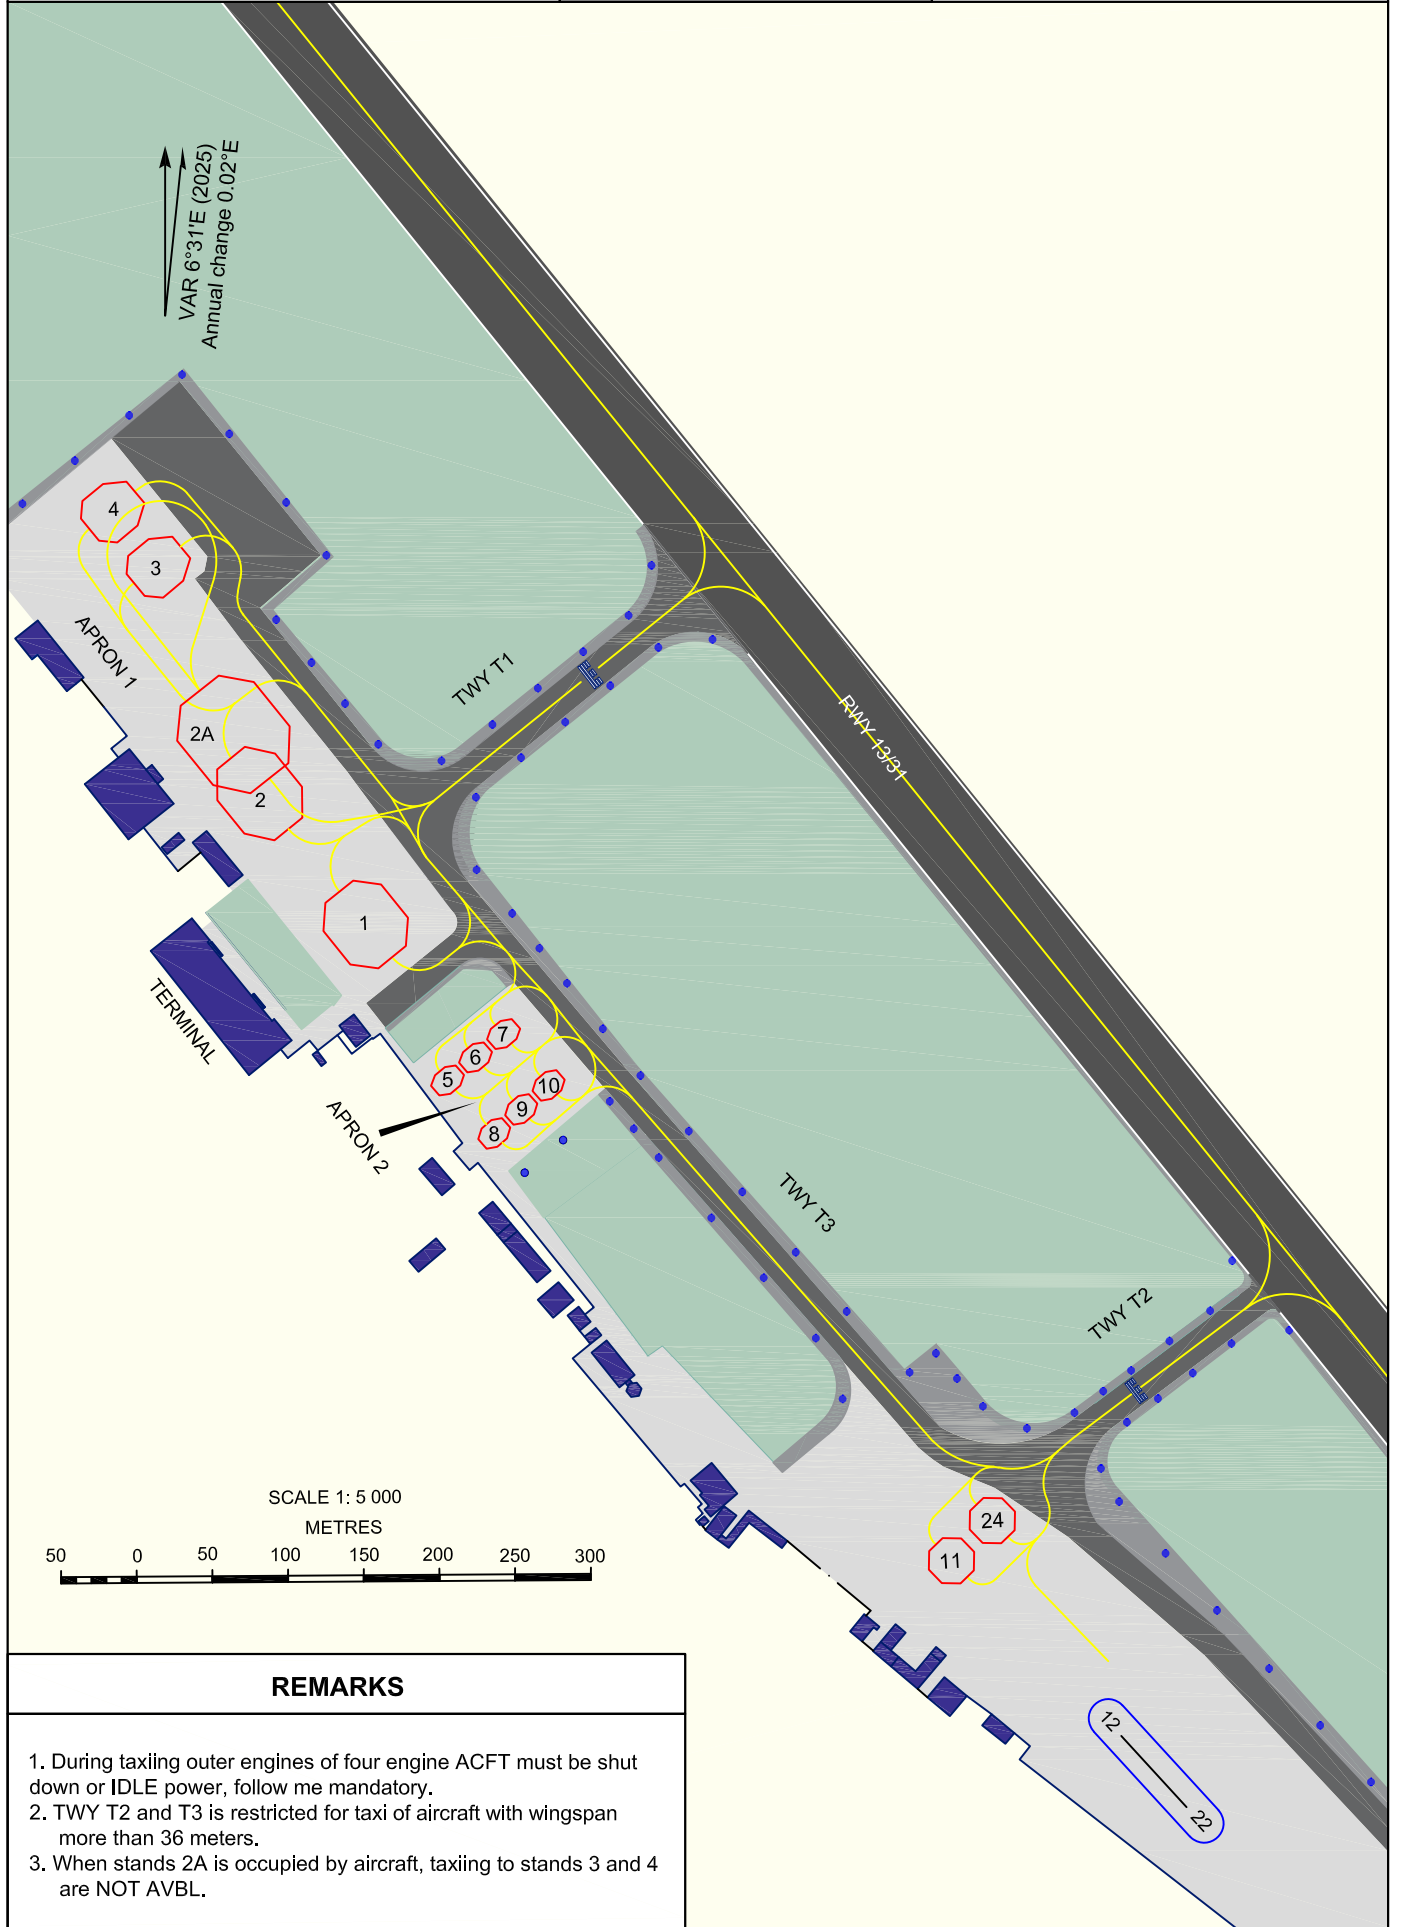 VAR 6°31'E (2025)
Annual change 0.02°E
4
3
APRON 1
TWY T1
2A
2
RWY 13/31
1
TERMINAL
7
6
5
10
9
8
APRON 2
TWY T3
TWY T2
24
11
12
22
SCALE 1: 5 000
METRES
50 0 50 100 150 200 250 300
REMARKS
1. During taxiing outer engines of four engine ACFT must be shut
down or IDLE power, follow me mandatory.
2. TWY T2 and T3 is restricted for taxi of aircraft with wingspan
more than 36 meters.
3. When stands 2A is occupied by aircraft, taxiing to stands 3 and 4
are NOT AVBL.